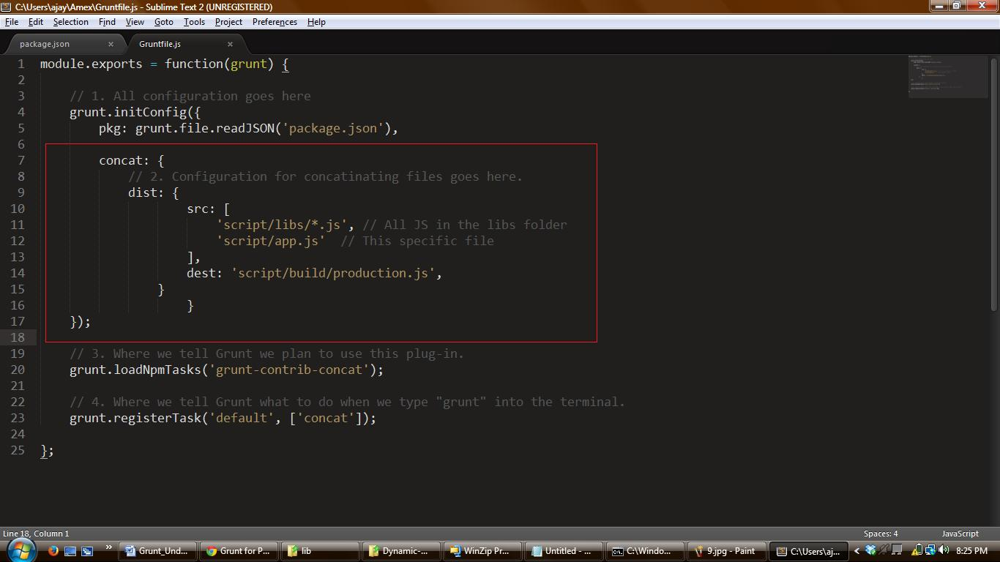 C:\Users\ajay\Amex\Gruntfile.js - Sublime Text 2 (UNREGISTERED)
File Edit Selection Find View Goto Tools Project Preferences Help
package.json × Gruntfile.js ×
1 module.exports = function(grunt) {
2
3 // 1. All configuration goes here
4 grunt.initConfig({
5 pkg: grunt.file.readJSON('package.json'),
6
7 concat: {
8 // 2. Configuration for concatinating files goes here.
9 dist: {
10 src: [
11 'script/libs/*.js', // All JS in the libs folder
12 'script/app.js' // This specific file
13 ],
14 dest: 'script/build/production.js',
15 }
16 }
17 });
18
19 // 3. Where we tell Grunt we plan to use this plug-in.
20 grunt.loadNpmTasks('grunt-contrib-concat');
21
22 // 4. Where we tell Grunt what to do when we type "grunt" into the terminal.
23 grunt.registerTask('default', ['concat']);
24
25 };
Line 18, Column 1 Spaces: 4 JavaScript
» Grunt_Und... Grunt for P... lib Dynamic-... WinZip Pr... Untitled - ... C:\Windo... 9.jpg - Paint C:\Users\aj... 8:25 PM